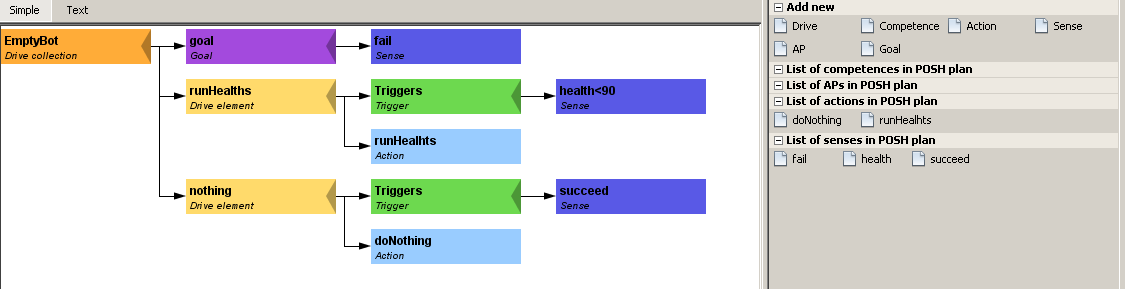 Simple Text
EmptyBot
Drive collection
goal
Goal
fail
Sense
runHealths
Drive element
Triggers
Trigger
health<90
Sense
runHealhts
Action
nothing
Drive element
Triggers
Trigger
succeed
Sense
doNothing
Action
Add new
Drive Competence Action Sense
AP Goal
List of competences in POSH plan
List of APs in POSH plan
List of actions in POSH plan
doNothing runHealhts
List of senses in POSH plan
fail health succeed